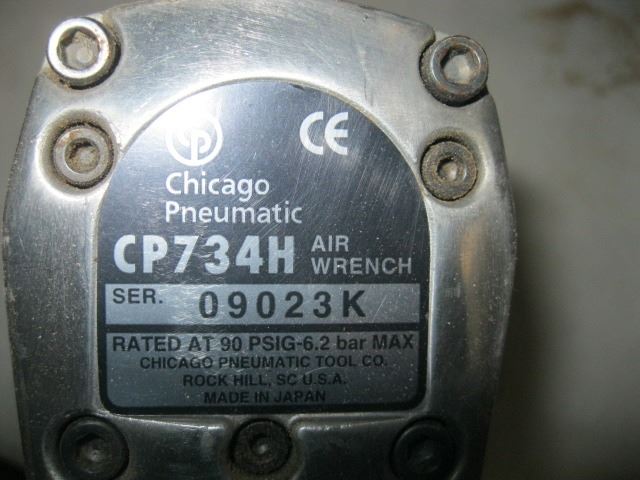 CP
CE
Chicago
Pneumatic
CP734H AIR WRENCH
SER. 09023K
RATED AT 90 PSIG-6.2 bar MAX
CHICAGO PNEUMATIC TOOL CO.
ROCK HILL, SC U.S.A.
MADE IN JAPAN